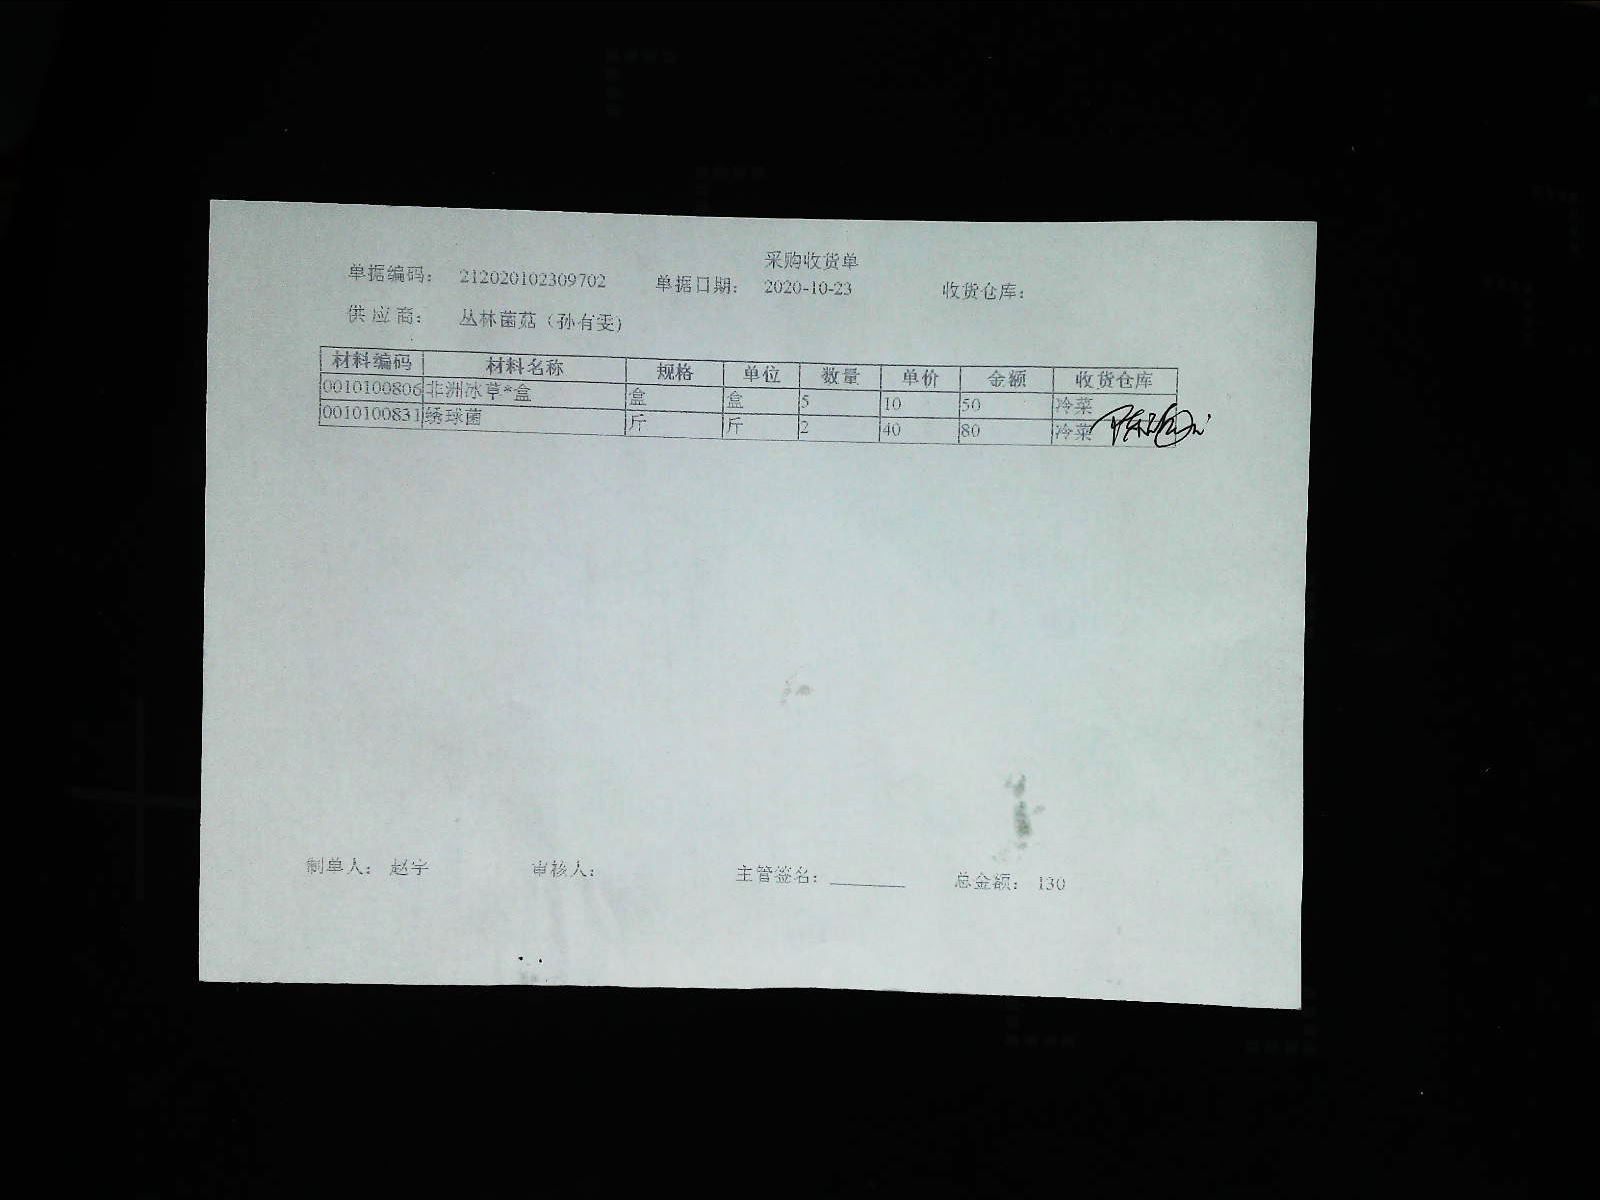 采购收货单
单据编码： 212020102309702 单据日期： 2020-10-23 收货仓库：
供应商： 丛林菌菇（孙有雯）
材料编码 材料名称 规格 单位 数量 单价 金额 收货仓库
0010100806 非洲冰草*盒 盒 盒 5 10 50 冷菜
0010100831 绣球菌 斤 斤 2 40 80 冷菜
制单人： 赵宇 审核人： 主管签名： 总金额： 130